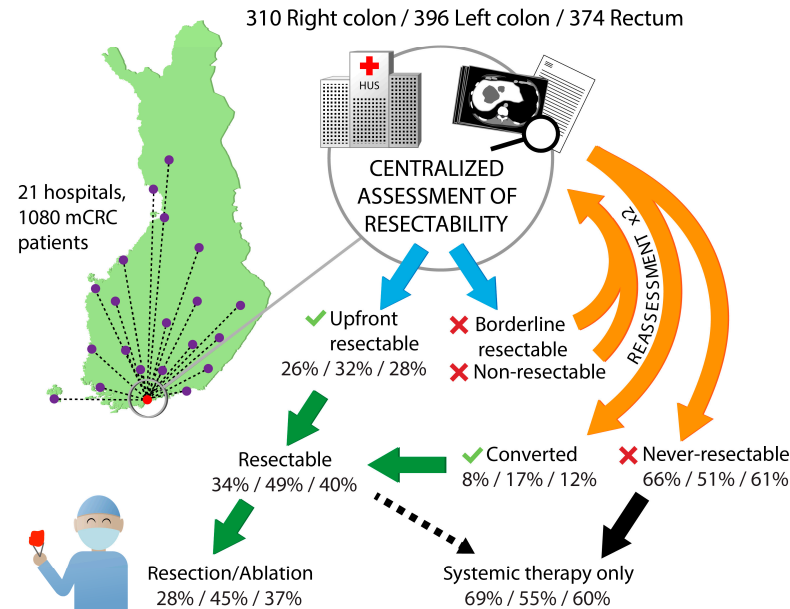 310 Right colon / 396 Left colon / 374 Rectum
HUS
CENTRALIZED
ASSESSMENT OF
RESECTABILITY
21 hospitals,
1080 mCRC
patients
REASSESSMENT x2
Upfront
resectable
26% / 32% / 28%
Borderline
resectable
Non-resectable
Resectable
34% / 49% / 40%
Converted
8% / 17% / 12%
Never-resectable
66% / 51% / 61%
Resection/Ablation
28% / 45% / 37%
Systemic therapy only
69% / 55% / 60%